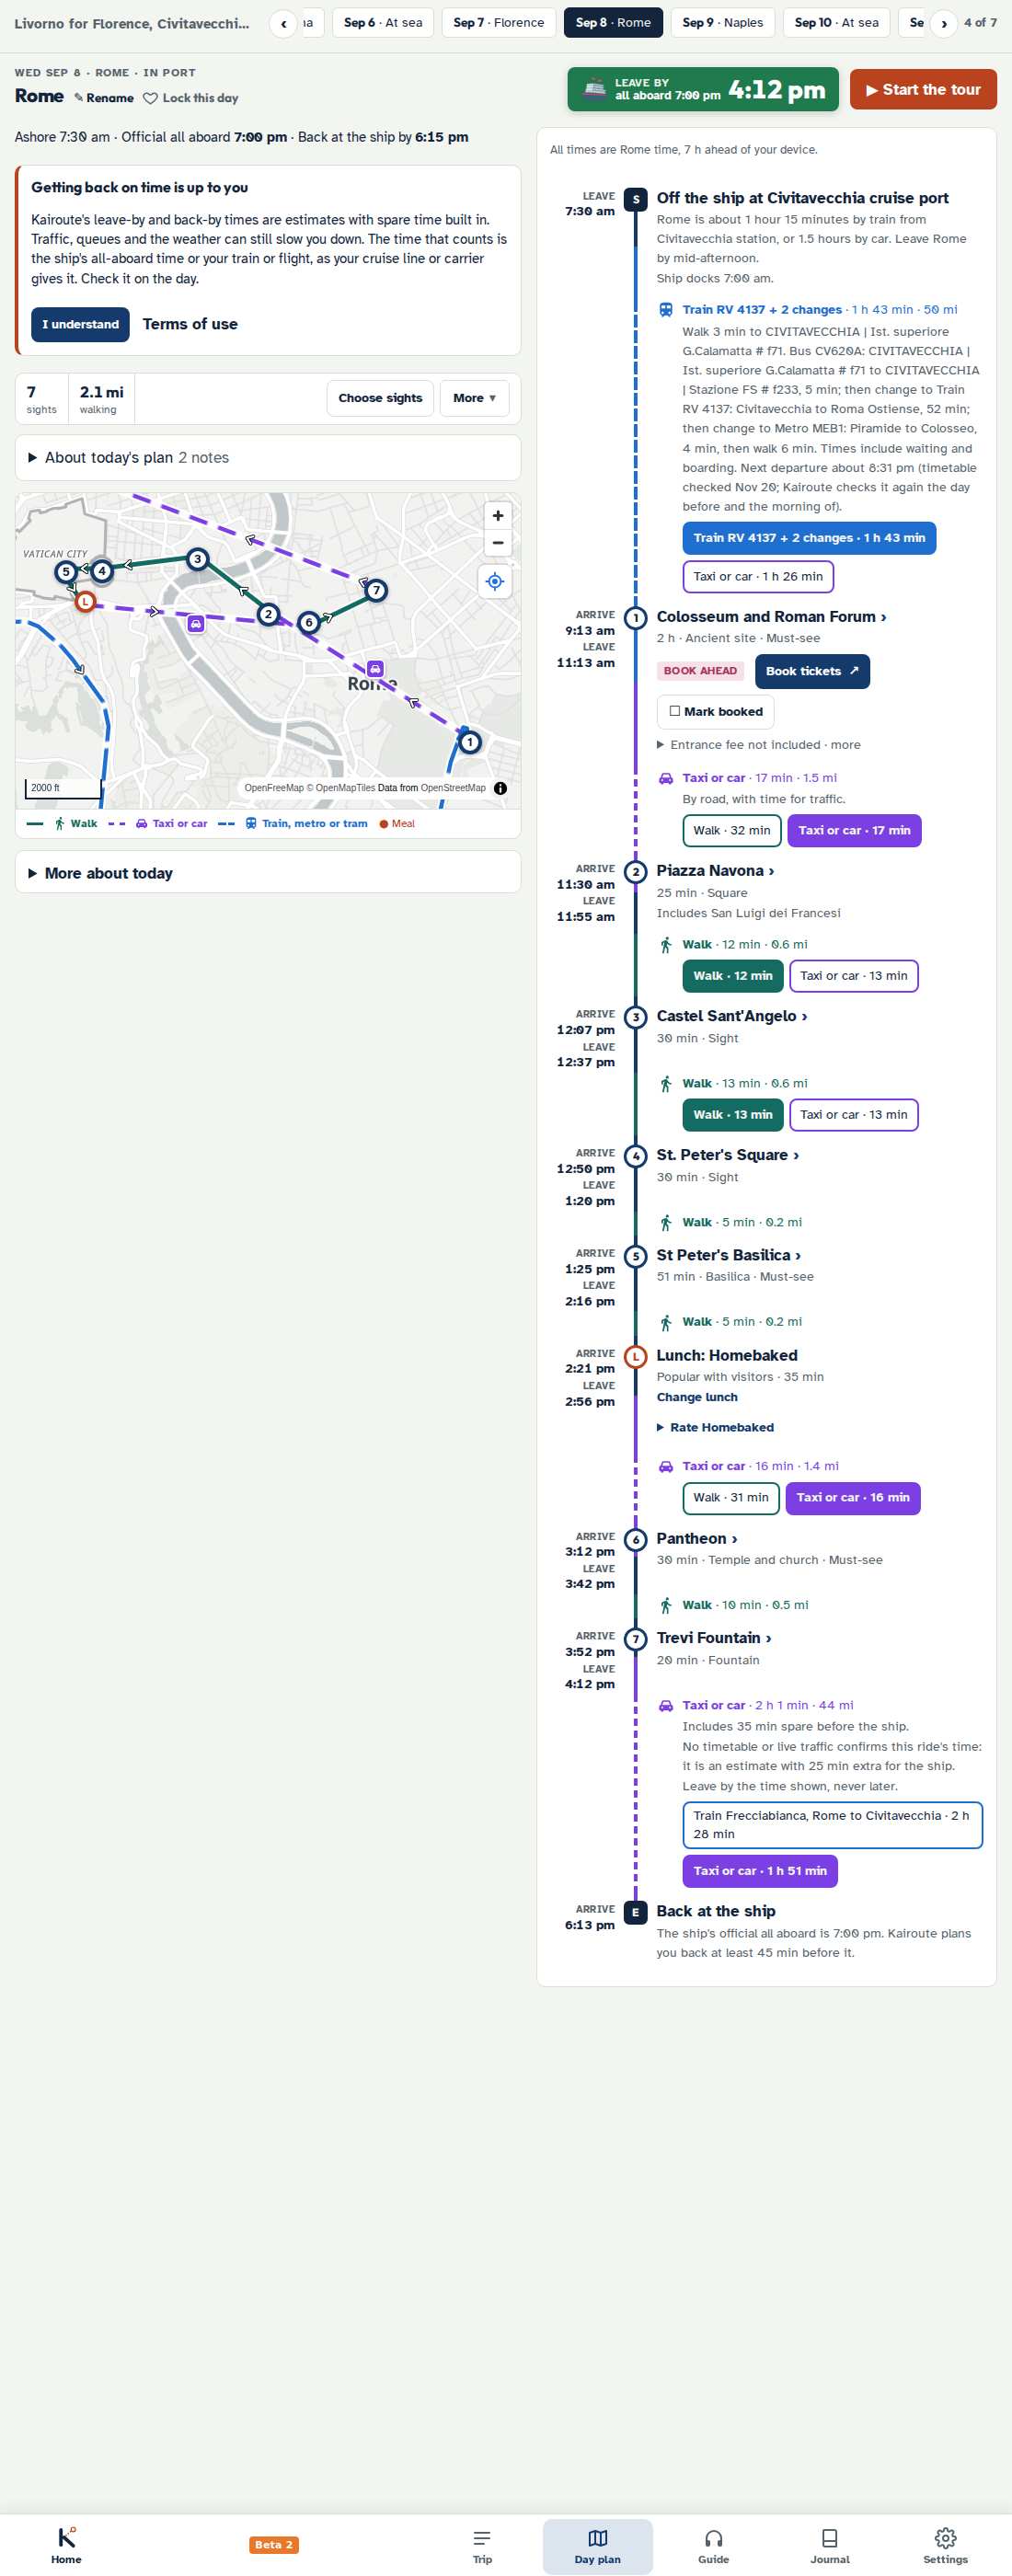 Livorno for Florence, Civitavecchi...
‹
na
Sep 6 · At sea
Sep 7 · Florence
Sep 8 · Rome
Sep 9 · Naples
Sep 10 · At sea
Se
›
4 of 7
WED SEP 8 · ROME · IN PORT
Rome
✎ Rename
Lock this day
LEAVE BY
all aboard 7:00 pm
4:12 pm
▶ Start the tour
Ashore 7:30 am · Official all aboard 7:00 pm · Back at the ship by 6:15 pm
Getting back on time is up to you
Kairoute's leave-by and back-by times are estimates with spare time built in.
Traffic, queues and the weather can still slow you down. The time that counts is
the ship's all-aboard time or your train or flight, as your cruise line or carrier
gives it. Check it on the day.
I understand
Terms of use
7
sights
2.1 mi
walking
Choose sights
More ▾
▶ About today's plan 2 notes
VATICAN CITY
5
4
3
L
2
6
7
Rome
1
+
−
2000 ft
OpenFreeMap © OpenMapTiles Data from OpenStreetMap
Walk
Taxi or car
Train, metro or tram
Meal
▶ More about today
All times are Rome time, 7 h ahead of your device.
LEAVE
7:30 am
S
Off the ship at Civitavecchia cruise port
Rome is about 1 hour 15 minutes by train from
Civitavecchia station, or 1.5 hours by car. Leave Rome
by mid-afternoon.
Ship docks 7:00 am.
Train RV 4137 + 2 changes · 1 h 43 min · 50 mi
Walk 3 min to CIVITAVECCHIA | Ist. superiore
G.Calamatta # f71. Bus CV620A: CIVITAVECCHIA |
Ist. superiore G.Calamatta # f71 to CIVITAVECCHIA
| Stazione FS # f233, 5 min; then change to Train
RV 4137: Civitavecchia to Roma Ostiense, 52 min;
then change to Metro MEB1: Piramide to Colosseo,
4 min, then walk 6 min. Times include waiting and
boarding. Next departure about 8:31 pm (timetable
checked Nov 20; Kairoute checks it again the day
before and the morning of).
Train RV 4137 + 2 changes · 1 h 43 min
Taxi or car · 1 h 26 min
ARRIVE
9:13 am
LEAVE
11:13 am
1
Colosseum and Roman Forum ›
2 h · Ancient site · Must-see
BOOK AHEAD
Book tickets ↗
☐ Mark booked
▶ Entrance fee not included · more
Taxi or car · 17 min · 1.5 mi
By road, with time for traffic.
Walk · 32 min
Taxi or car · 17 min
ARRIVE
11:30 am
LEAVE
11:55 am
2
Piazza Navona ›
25 min · Square
Includes San Luigi dei Francesi
Walk · 12 min · 0.6 mi
Walk · 12 min
Taxi or car · 13 min
ARRIVE
12:07 pm
LEAVE
12:37 pm
3
Castel Sant'Angelo ›
30 min · Sight
Walk · 13 min · 0.6 mi
Walk · 13 min
Taxi or car · 13 min
ARRIVE
12:50 pm
LEAVE
1:20 pm
4
St. Peter's Square ›
30 min · Sight
Walk · 5 min · 0.2 mi
ARRIVE
1:25 pm
LEAVE
2:16 pm
5
St Peter's Basilica ›
51 min · Basilica · Must-see
Walk · 5 min · 0.2 mi
ARRIVE
2:21 pm
LEAVE
2:56 pm
L
Lunch: Homebaked
Popular with visitors · 35 min
Change lunch
▶ Rate Homebaked
Taxi or car · 16 min · 1.4 mi
Walk · 31 min
Taxi or car · 16 min
ARRIVE
3:12 pm
LEAVE
3:42 pm
6
Pantheon ›
30 min · Temple and church · Must-see
Walk · 10 min · 0.5 mi
ARRIVE
3:52 pm
LEAVE
4:12 pm
7
Trevi Fountain ›
20 min · Fountain
Taxi or car · 2 h 1 min · 44 mi
Includes 35 min spare before the ship.
No timetable or live traffic confirms this ride's time:
it is an estimate with 25 min extra for the ship.
Leave by the time shown, never later.
Train Frecciabianca, Rome to Civitavecchia · 2 h
28 min
Taxi or car · 1 h 51 min
ARRIVE
6:13 pm
E
Back at the ship
The ship's official all aboard is 7:00 pm. Kairoute plans
you back at least 45 min before it.
Home
Beta 2
Trip
Day plan
Guide
Journal
Settings